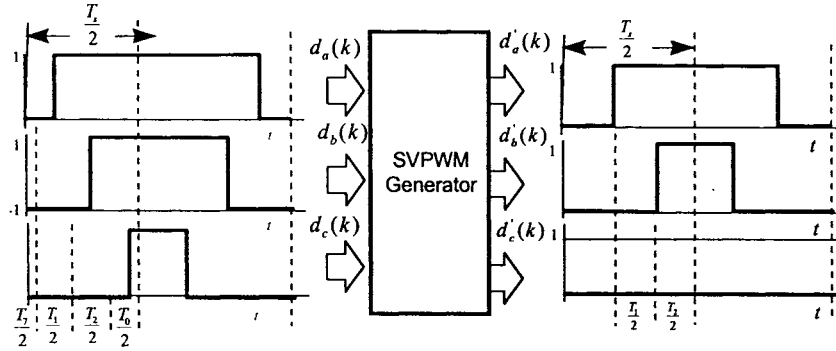 T_s/2
T_s/2
d_a(k)
d_a'(k)
1
1
t
t
d_b(k)
d_b'(k)
1
1
-1
SVPWM
Generator
t
t
d_c(k)
d_c'(k)
1
t
t
T_7/2 T_1/2 T_2/2 T_0/2
T_1/2 T_2/2